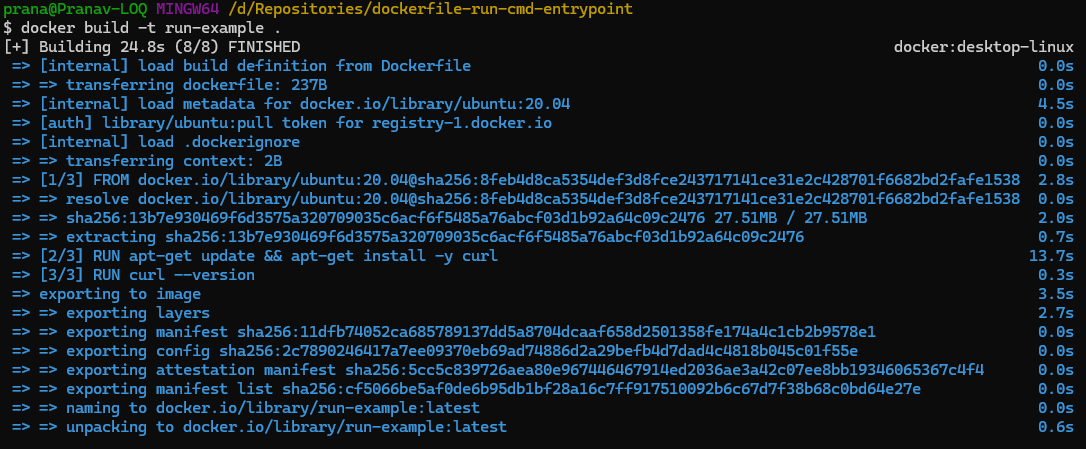 prana@Pranav-LOQ MINGW64 /d/Repositories/dockerfile-run-cmd-entrypoint
$ docker build -t run-example .
[+] Building 24.8s (8/8) FINISHED docker:desktop-linux
=> [internal] load build definition from Dockerfile 0.0s
=> => transferring dockerfile: 237B 0.0s
=> [internal] load metadata for docker.io/library/ubuntu:20.04 4.5s
=> [auth] library/ubuntu:pull token for registry-1.docker.io 0.0s
=> [internal] load .dockerignore 0.0s
=> => transferring context: 2B 0.0s
=> [1/3] FROM docker.io/library/ubuntu:20.04@sha256:8feb4d8ca5354def3d8fce243717141ce31e2c428701f6682bd2fafe1538 2.8s
=> => resolve docker.io/library/ubuntu:20.04@sha256:8feb4d8ca5354def3d8fce243717141ce31e2c428701f6682bd2fafe1538 0.0s
=> => sha256:13b7e930469f6d3575a320709035c6acf6f5485a76abcf03d1b92a64c09c2476 27.51MB / 27.51MB 2.0s
=> => extracting sha256:13b7e930469f6d3575a320709035c6acf6f5485a76abcf03d1b92a64c09c2476 0.7s
=> [2/3] RUN apt-get update && apt-get install -y curl 13.7s
=> [3/3] RUN curl --version 0.3s
=> exporting to image 3.5s
=> => exporting layers 2.7s
=> => exporting manifest sha256:11dfb74052ca685789137dd5a8704dcaaf658d2501358fe174a4c1cb2b9578e1 0.0s
=> => exporting config sha256:2c7890246417a7ee09370eb69ad74886d2a29befb4d7dad4c4818b045c01f55e 0.0s
=> => exporting attestation manifest sha256:5cc5c839726aea80e967446467914ed2036ae3a42c07ee8bb19346065367c4f4 0.0s
=> => exporting manifest list sha256:cf5066be5af0de6b95db1bf28a16c7ff917510092b6c67d7f38b68c0bd64e27e 0.0s
=> => naming to docker.io/library/run-example:latest 0.0s
=> => unpacking to docker.io/library/run-example:latest 0.6s